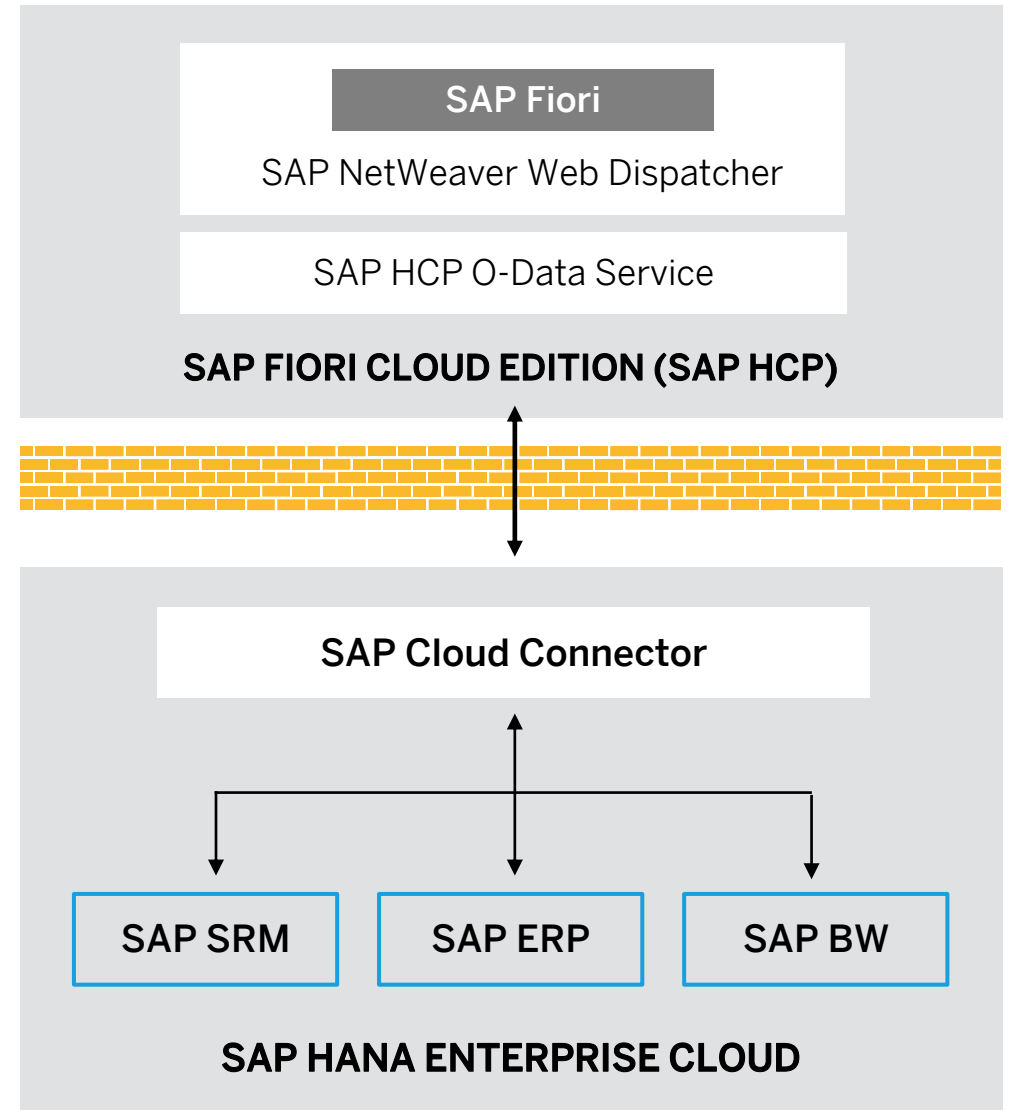 SAP Fiori
SAP NetWeaver Web Dispatcher
SAP HCP O-Data Service
SAP FIORI CLOUD EDITION (SAP HCP)
SAP Cloud Connector
SAP SRM
SAP ERP
SAP BW
SAP HANA ENTERPRISE CLOUD